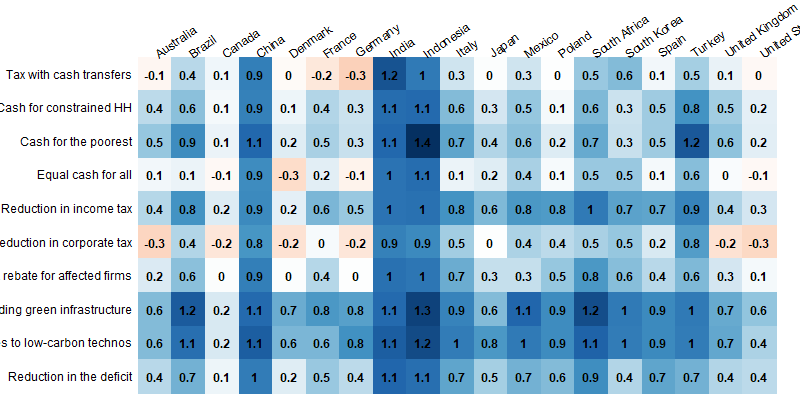 Australia Brazil Canada China Denmark France Germany India Indonesia Italy Japan Mexico Poland South Africa South Korea Spain Turkey United Kingdom United
Tax with cash transfers -0.1 0.4 0.1 0.9 0 -0.2 -0.3 1.2 1 0.3 0 0.3 0 0.5 0.6 0.1 0.5 0.1 0
Cash for constrained HH 0.4 0.6 0.1 0.9 0.1 0.4 0.3 1.1 1.1 0.6 0.3 0.5 0.1 0.6 0.3 0.5 0.8 0.5 0.2
Cash for the poorest 0.5 0.9 0.1 1.1 0.2 0.5 0.3 1.1 1.4 0.7 0.4 0.6 0.2 0.7 0.3 0.5 1.2 0.6 0.2
Equal cash for all 0.1 0.1 -0.1 0.9 -0.3 0.2 -0.1 1 1.1 0.1 0.2 0.4 0.1 0.5 0.5 0.1 0.6 0 -0.1
Reduction in income tax 0.4 0.8 0.2 0.9 0.2 0.6 0.5 1 1 0.8 0.6 0.8 0.8 1 0.7 0.7 0.9 0.4 0.3
eduction in corporate tax -0.3 0.4 -0.2 0.8 -0.2 0 -0.2 0.9 0.9 0.5 0 0.4 0.4 0.5 0.5 0.2 0.8 -0.2 -0.3
rebate for affected firms 0.2 0.6 0 0.9 0 0.4 0 1 1 0.7 0.3 0.3 0.5 0.8 0.6 0.4 0.6 0.3 0.1
ding green infrastructure 0.6 1.2 0.2 1.1 0.7 0.8 0.8 1.1 1.3 0.9 0.6 1.1 0.9 1.2 1 0.9 1 0.7 0.6
s to low-carbon technos 0.6 1.1 0.2 1.1 0.6 0.6 0.8 1.1 1.2 1 0.8 1 0.9 1.1 1 0.9 1 0.7 0.4
Reduction in the deficit 0.4 0.7 0.1 1 0.2 0.5 0.4 1.1 1.1 0.7 0.5 0.7 0.6 0.9 0.4 0.7 0.7 0.4 0.4